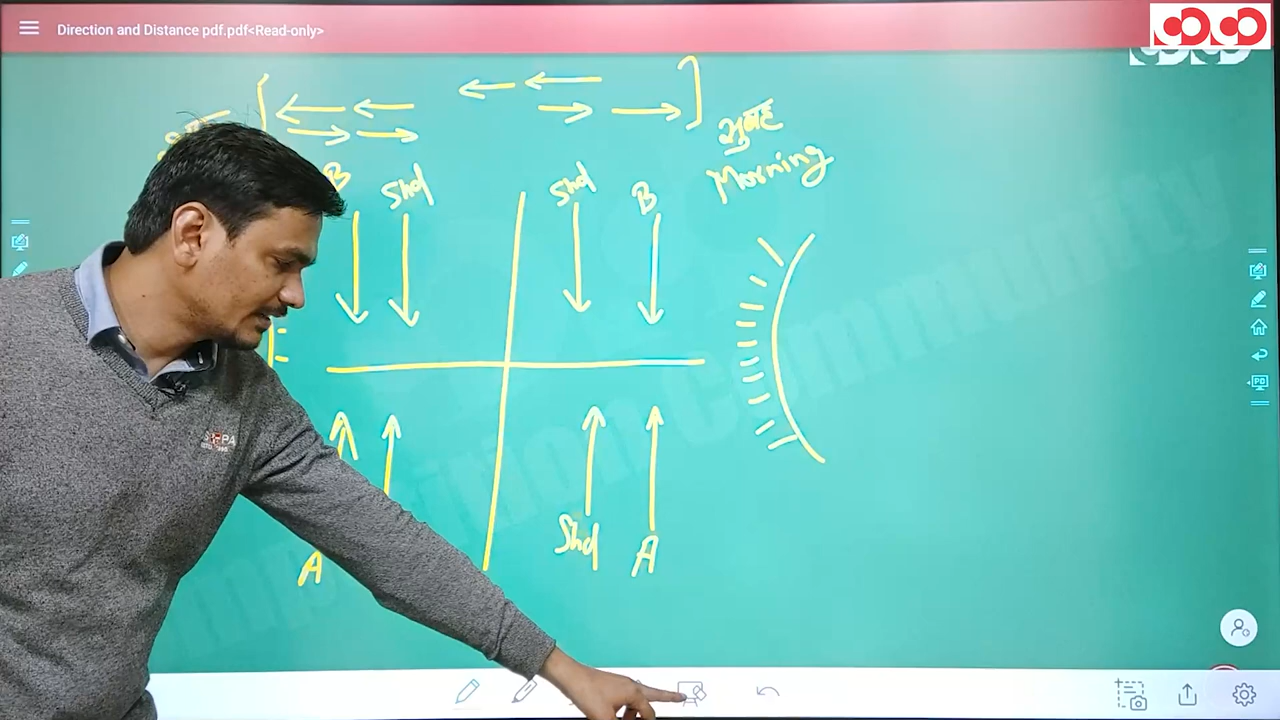 Direction and Distance pdf.pdf<Read-only>
सुबह
Morning
B
Shd
Shd
B
Shd
A
A